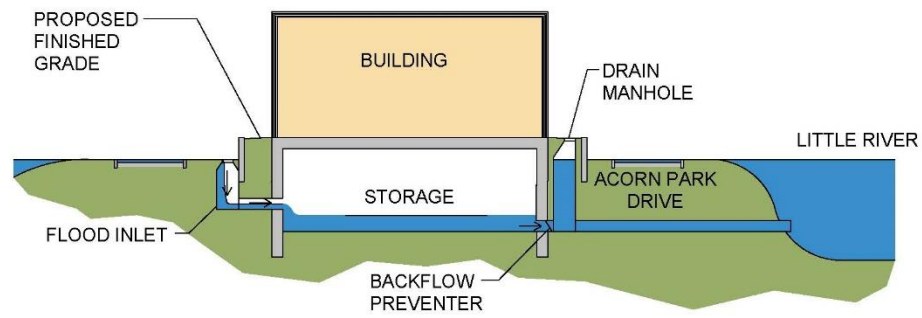 PROPOSED
FINISHED
GRADE
BUILDING
DRAIN
MANHOLE
LITTLE RIVER
STORAGE
ACORN PARK
DRIVE
FLOOD INLET
BACKFLOW
PREVENTER